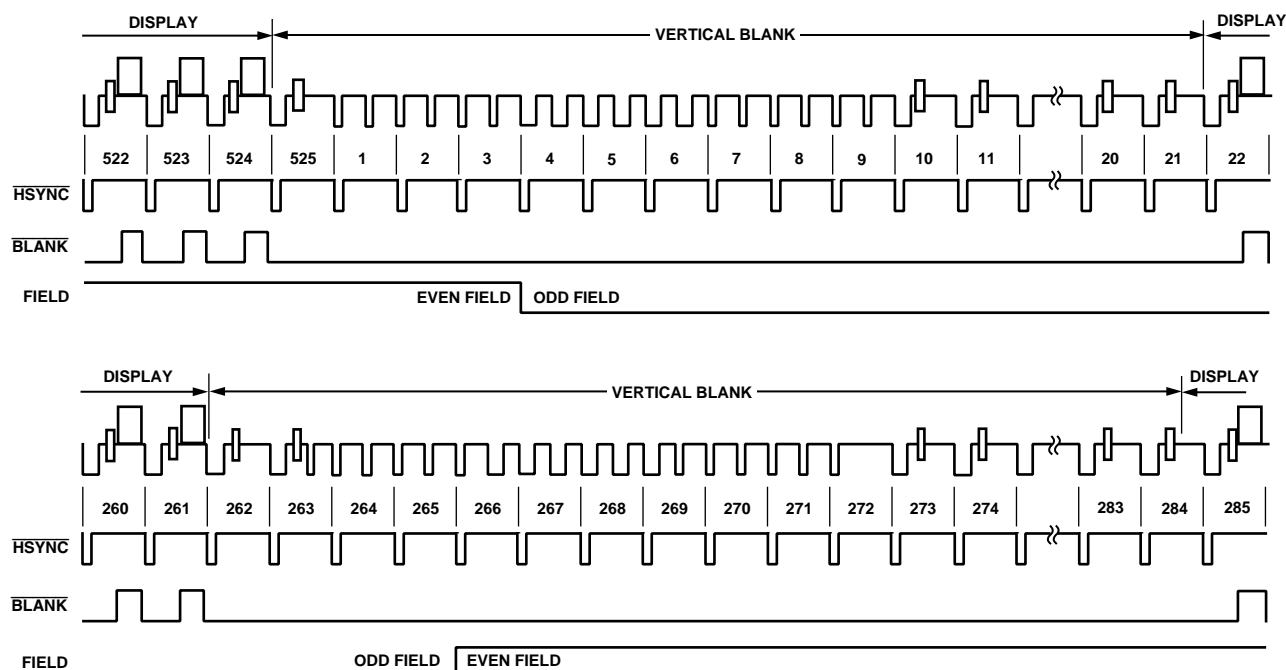 DISPLAY VERTICAL BLANK DISPLAY
522 523 524 525 1 2 3 4 5 6 7 8 9 10 11 20 21 22
HSYNC
BLANK
FIELD EVEN FIELD ODD FIELD
DISPLAY VERTICAL BLANK DISPLAY
260 261 262 263 264 265 266 267 268 269 270 271 272 273 274 283 284 285
HSYNC
BLANK
FIELD ODD FIELD EVEN FIELD